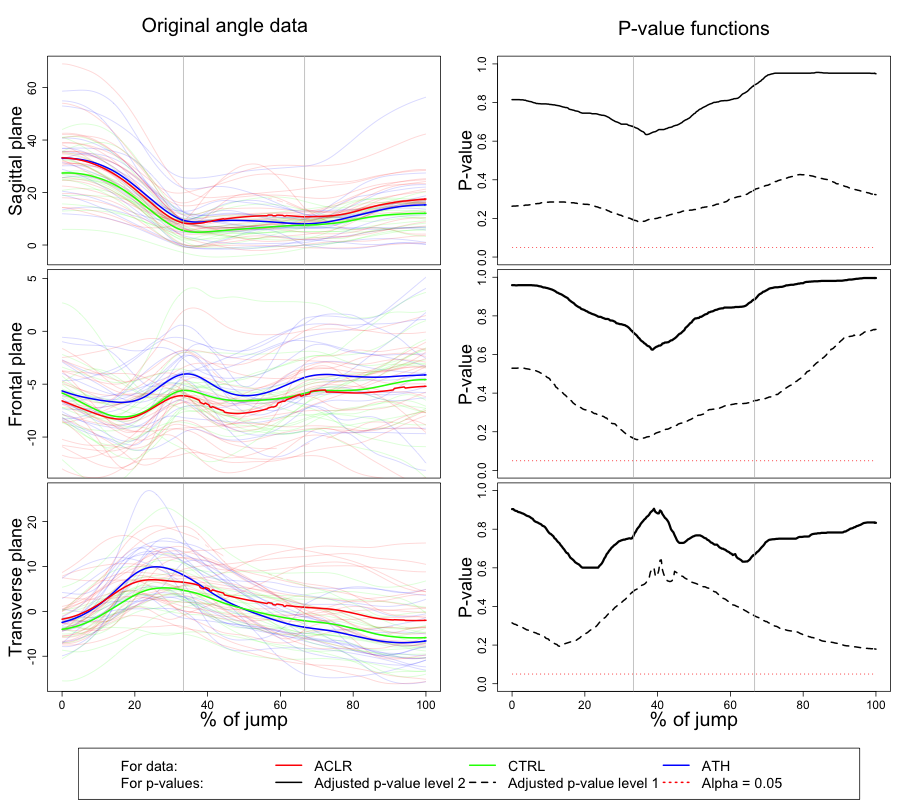 Original angle data
P-value functions
Sagittal plane
0 20 40 60
P-value
0.0 0.2 0.4 0.6 0.8 1.0
Frontal plane
-10 -5 0 5
P-value
0.0 0.2 0.4 0.6 0.8 1.0
Transverse plane
-10 0 10 20
P-value
0.0 0.2 0.4 0.6 0.8 1.0
0 20 40 60 80 100
0 20 40 60 80 100
% of jump
% of jump
For data: ACLR CTRL ATH
For p-values: Adjusted p-value level 2 Adjusted p-value level 1 Alpha = 0.05